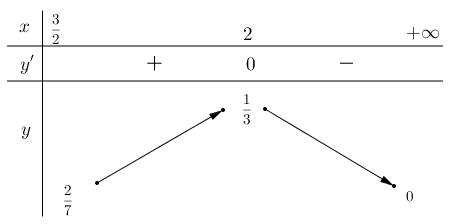 x 3/2 2 +∞
y′ + 0 −
y 2/7 1/3 0